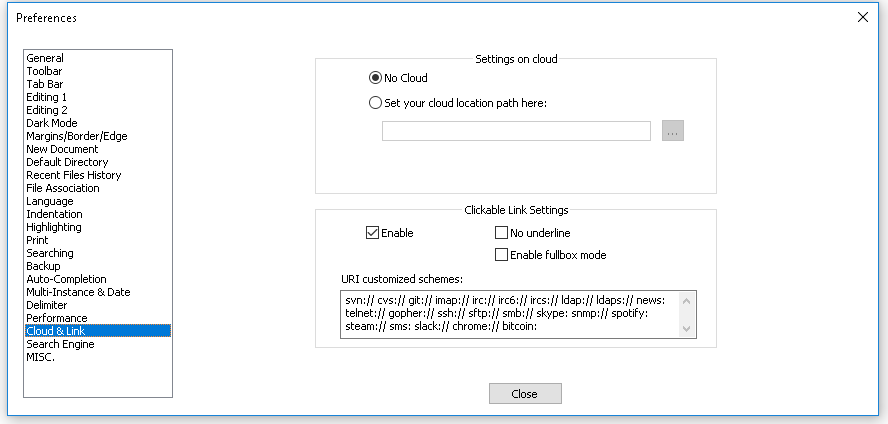 Preferences
General
Toolbar
Tab Bar
Editing 1
Editing 2
Dark Mode
Margins/Border/Edge
New Document
Default Directory
Recent Files History
File Association
Language
Indentation
Highlighting
Print
Searching
Backup
Auto-Completion
Multi-Instance & Date
Delimiter
Performance
Cloud & Link
Search Engine
MISC.
Settings on cloud
No Cloud
Set your cloud location path here:
...
Clickable Link Settings
Enable
No underline
Enable fullbox mode
URI customized schemes:
svn:// cvs:// git:// imap:// irc:// irc6:// ircs:// ldap:// ldaps:// news:
telnet:// gopher:// ssh:// sftp:// smb:// skype: snmp:// spotify:
steam:// sms: slack:// chrome:// bitcoin:
Close